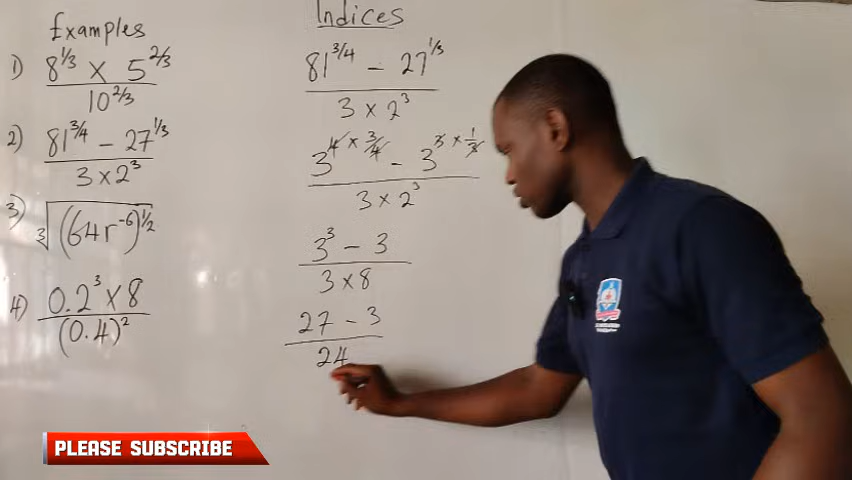 Examples
1) 8^{1/3} × 5^{2/3}
10^{2/3}
2) 81^{3/4} – 27^{1/3}
3 × 2^3
3) ∛(64r^{-6})^{1/2}
4) 0.2^3 × 8
(0.4)^2
Indices
81^{3/4} – 27^{1/3}
3 × 2^3
3^{4 × 3/4} – 3^{3 × 1/3}
3 × 2^3
3^3 – 3
3 × 8
27 – 3
24
PLEASE SUBSCRIBE